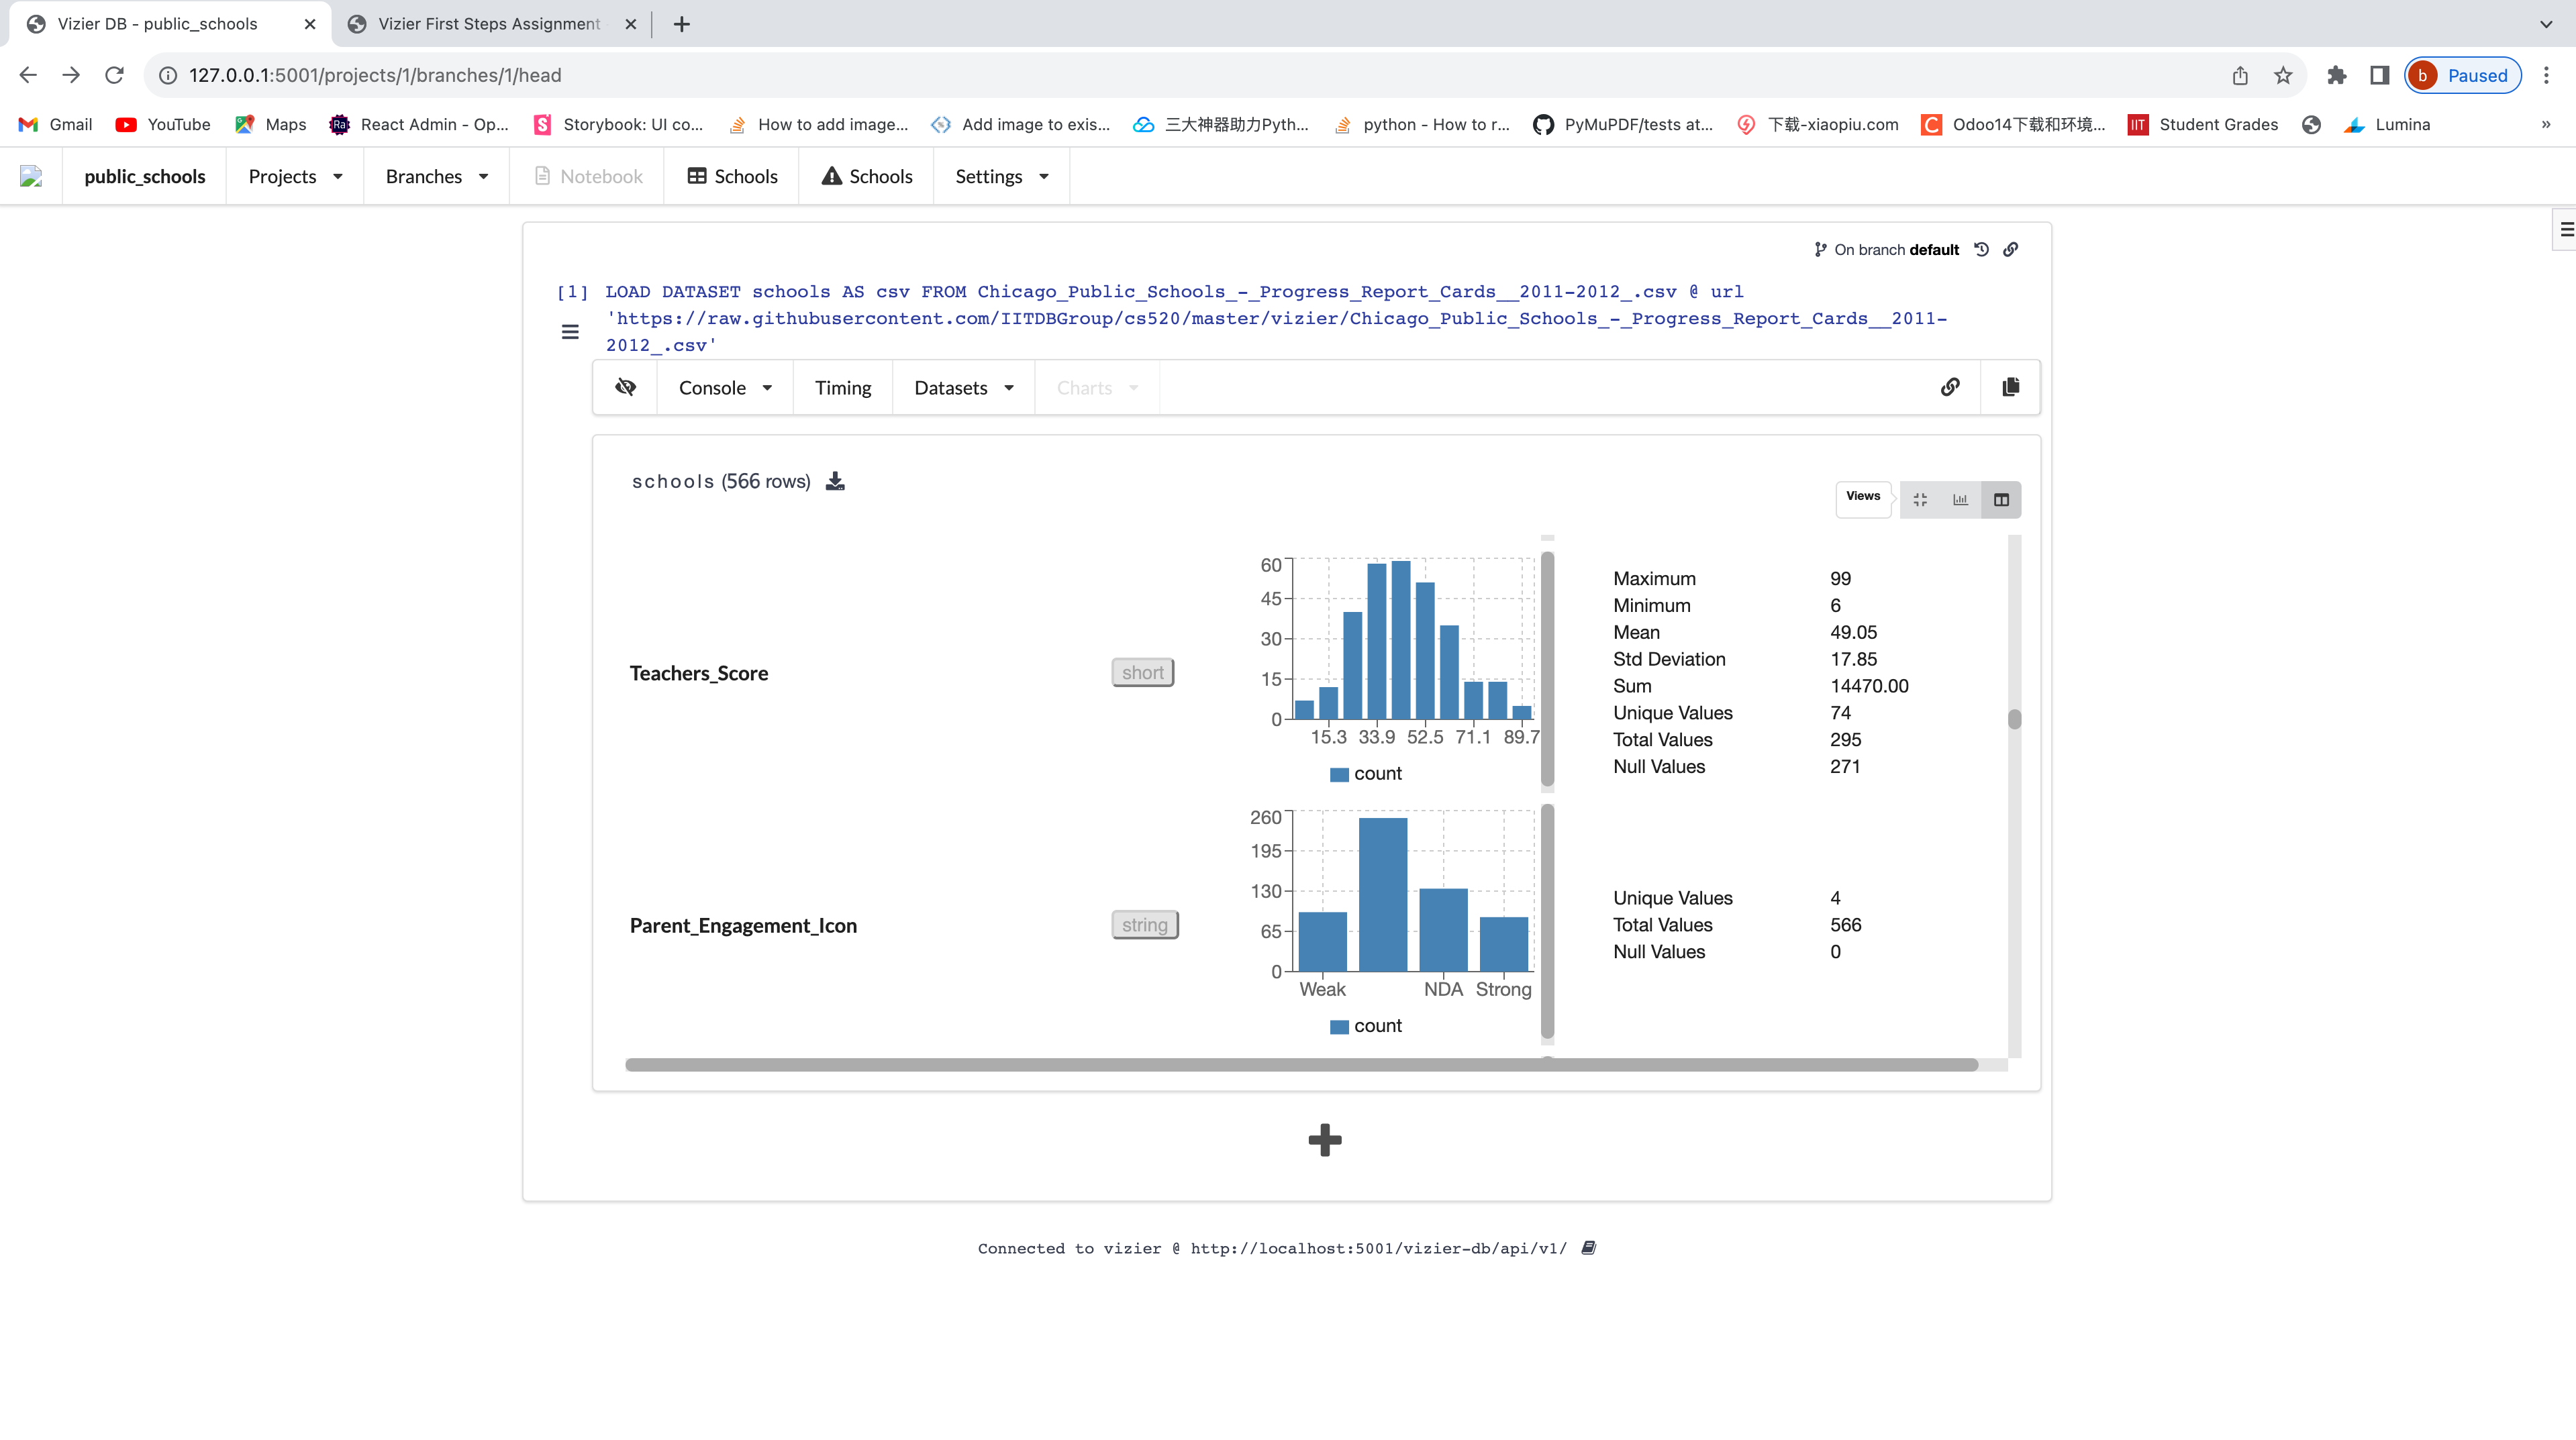 Vizier DB - public_schools
Vizier First Steps Assignment
127.0.0.1:5001/projects/1/branches/1/head
b Paused
Gmail YouTube Maps React Admin - Op... Storybook: UI co... How to add image... Add image to exis... 三大神器助力Pyth... python - How to r... PyMuPDF/tests at... 下载-xiaopiu.com Odoo14下载和环境... Student Grades Lumina »
public_schools Projects Branches Notebook Schools Schools Settings
On branch default
[1] LOAD DATASET schools AS csv FROM Chicago_Public_Schools_-_Progress_Report_Cards__2011-2012_.csv @ url
'https://raw.githubusercontent.com/IITDBGroup/cs520/master/vizier/Chicago_Public_Schools_-_Progress_Report_Cards__2011-
2012_.csv'
Console Timing Datasets Charts
schools (566 rows)
Views
Teachers_Score
short
60
45
30
15
0
15.3 33.9 52.5 71.1 89.7
count
Maximum 99
Minimum 6
Mean 49.05
Std Deviation 17.85
Sum 14470.00
Unique Values 74
Total Values 295
Null Values 271
Parent_Engagement_Icon
string
260
195
130
65
0
Weak NDA Strong
count
Unique Values 4
Total Values 566
Null Values 0
Connected to vizier @ http://localhost:5001/vizier-db/api/v1/